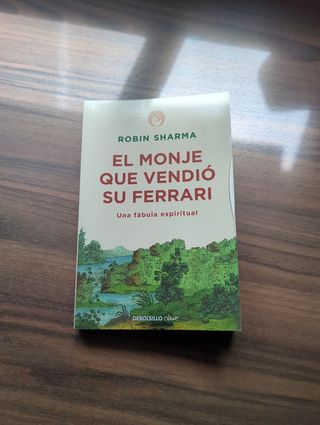 ROBIN SHARMA
EL MONJE
QUE VENDIÓ
SU FERRARI
Una fábula espiritual
DEBOLSILLO clave